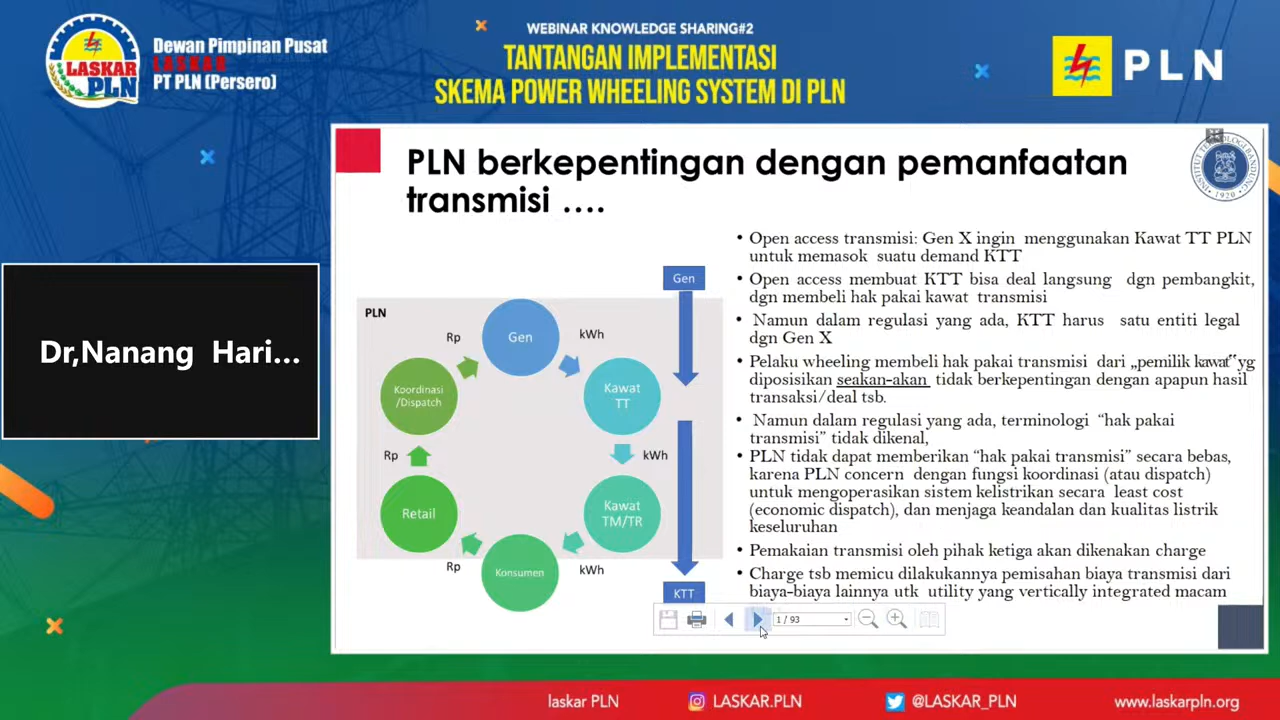 WEBINAR KNOWLEDGE SHARING#2
TANTANGAN IMPLEMENTASI
SKEMA POWER WHEELING SYSTEM DI PLN
LASKAR
PLN
Dewan Pimpinan Pusat
LASKAR
PT PLN (Persero)
PLN
Dr,Nanang Hari...
PLN berkepentingan dengan pemanfaatan
transmisi ....
INSTITUT TEKNOLOGI BANDUNG
1920
PLN
Gen
Rp
Gen
kWh
Koordinasi
/Dispatch
Kawat
TT
Rp
kWh
Retail
Kawat
TM/TR
Rp
Konsumen
kWh
KTT
• Open access transmisi: Gen X ingin menggunakan Kawat TT PLN
untuk memasok suatu demand KTT
• Open access membuat KTT bisa deal langsung dgn pembangkit,
dgn membeli hak pakai kawat transmisi
• Namun dalam regulasi yang ada, KTT harus satu entiti legal
dgn Gen X
• Pelaku wheeling membeli hak pakai transmisi dari „pemilik kawat‟yg
diposisikan seakan-akan tidak berkepentingan dengan apapun hasil
transaksi/deal tsb.
• Namun dalam regulasi yang ada, terminologi “hak pakai
transmisi” tidak dikenal,
• PLN tidak dapat memberikan “hak pakai transmisi” secara bebas,
karena PLN concern dengan fungsi koordinasi (atau dispatch)
untuk mengoperasikan sistem kelistrikan secara least cost
(economic dispatch), dan menjaga keandalan dan kualitas listrik
keseluruhan
• Pemakaian transmisi oleh pihak ketiga akan dikenakan charge
• Charge tsb memicu dilakukannya pemisahan biaya transmisi dari
biaya-biaya lainnya utk utility yang vertically integrated macam
1 / 93
laskar PLN
LASKAR.PLN
@LASKAR_PLN
www.laskarpln.org